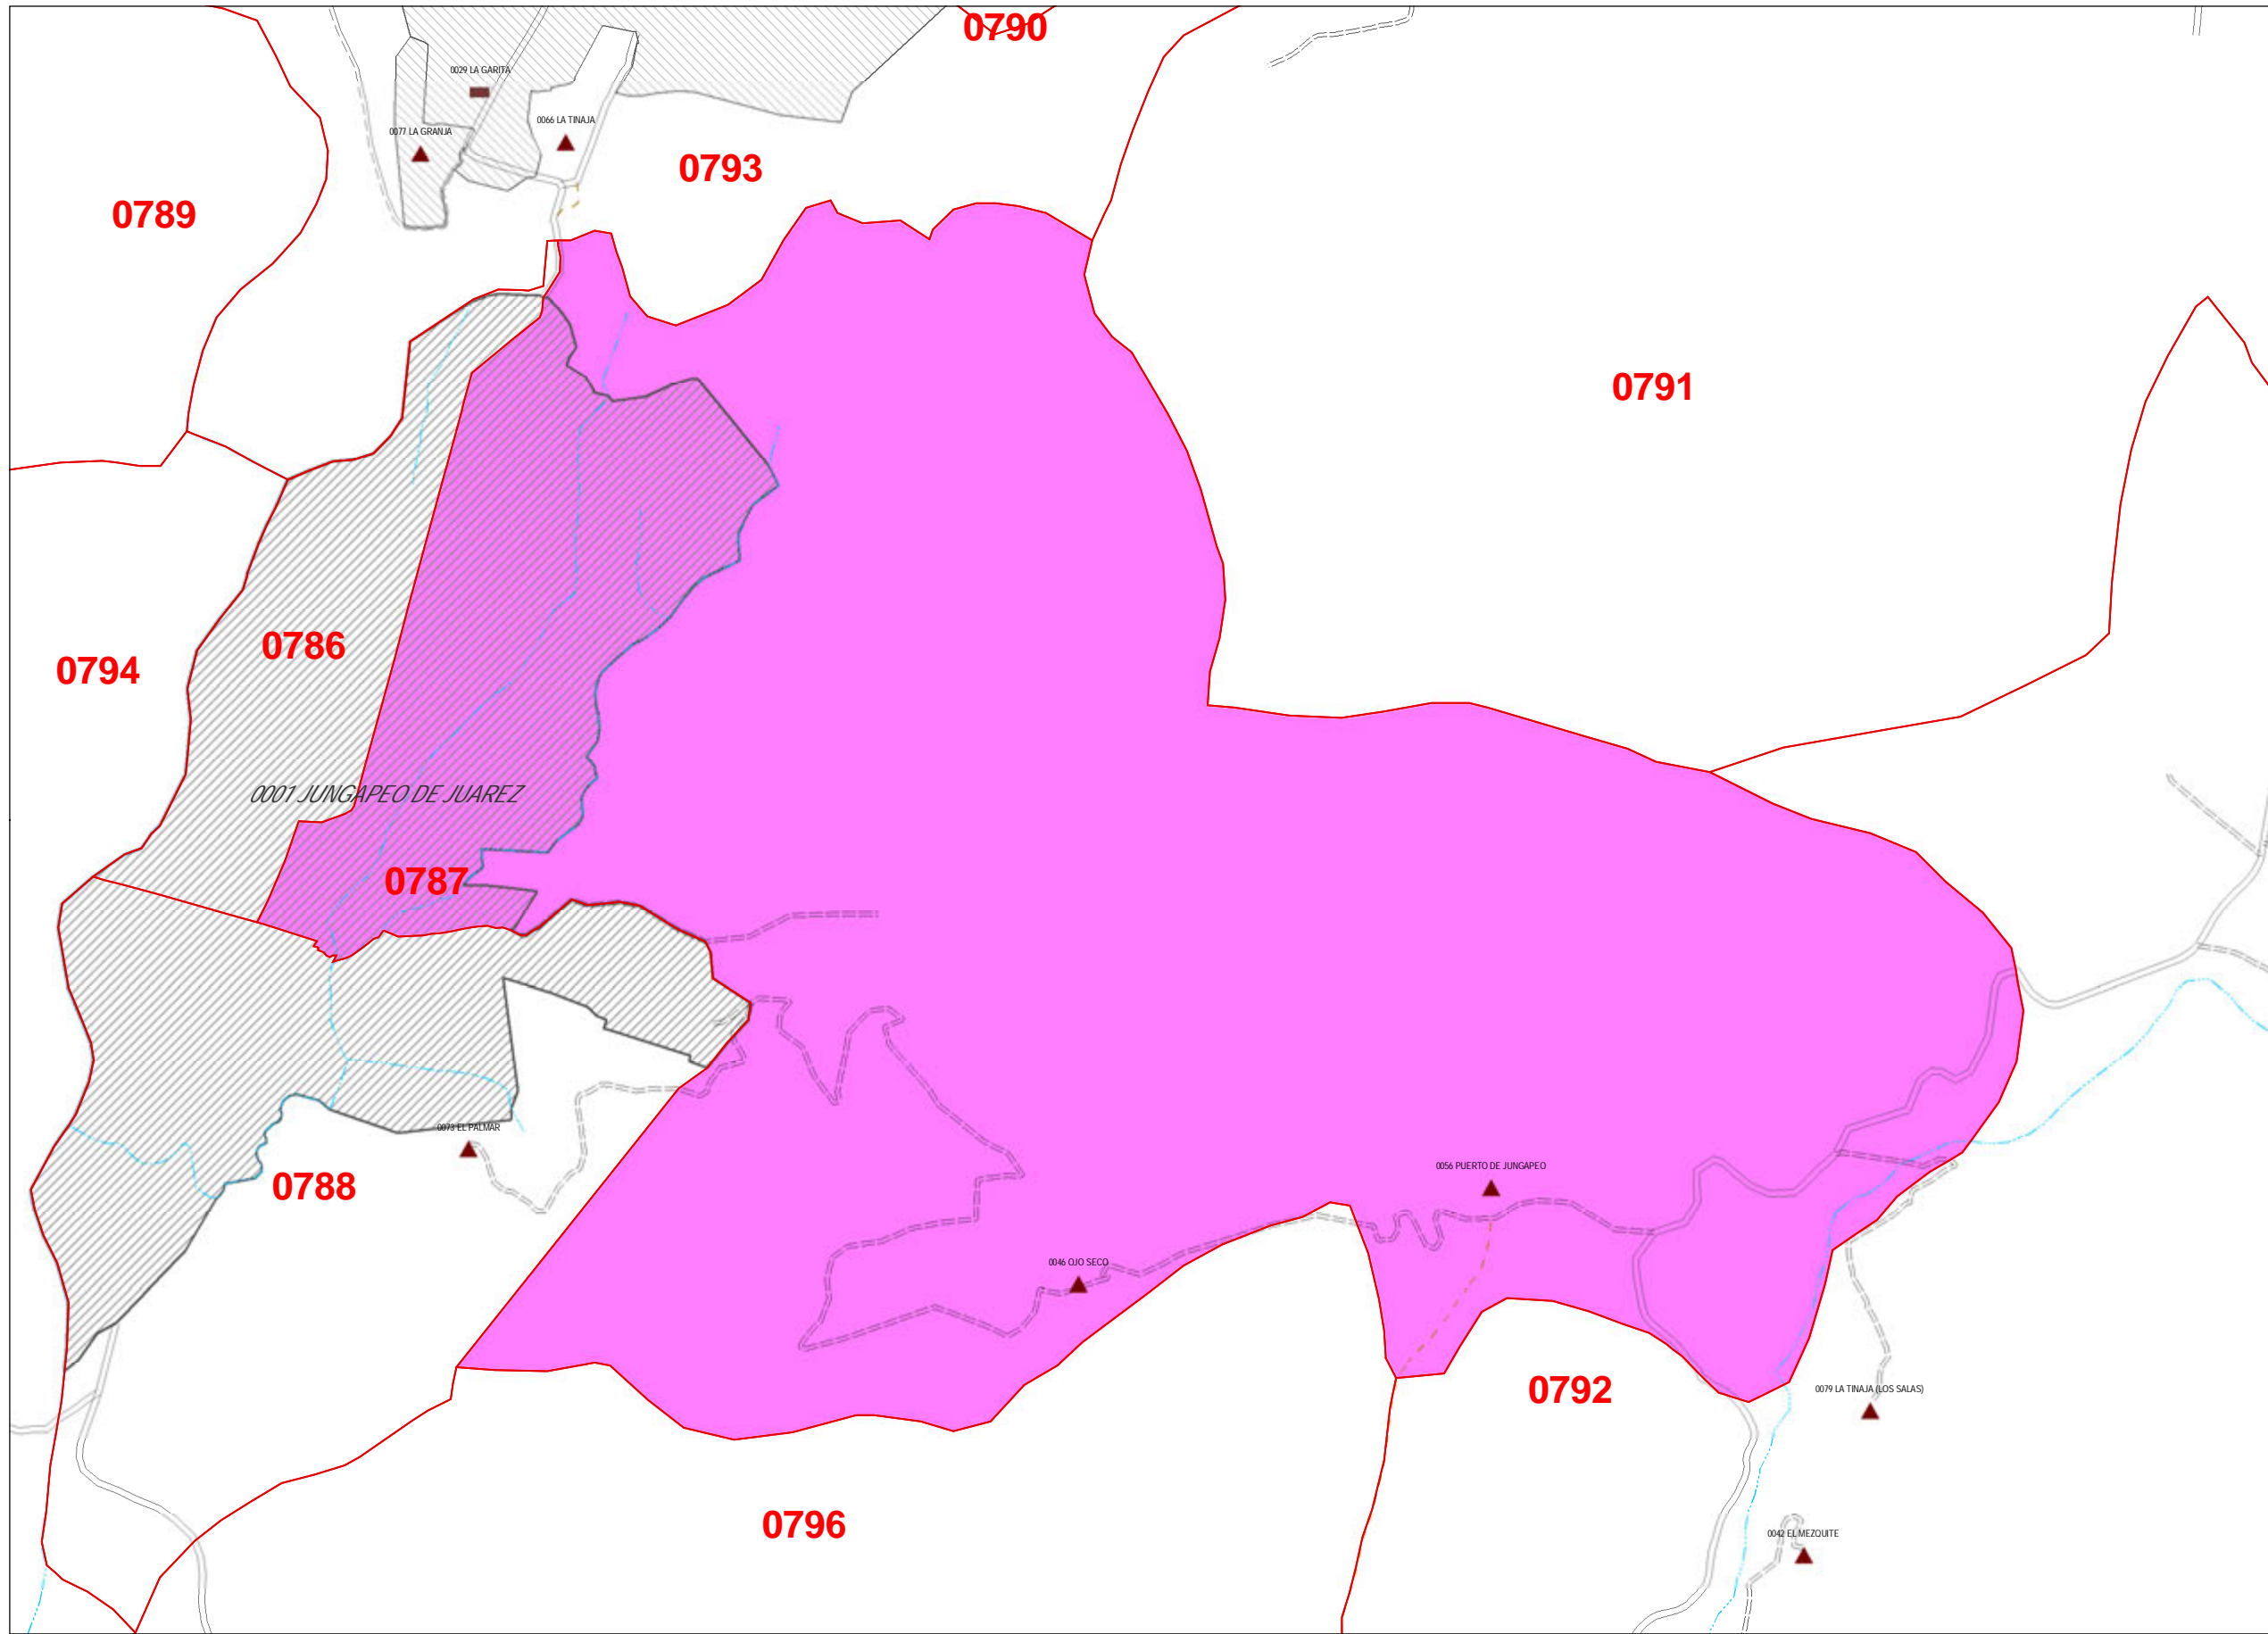 0790
0029 LA GARITA
0066 LA TINAJA
0077 LA GRANJA
0793
0789
0791
0786
0794
0001 JUNGAPEO DE JUAREZ
0787
0073 EL PALMAR
0056 PUERTO DE JUNGAPEO
0788
0046 OJO SECO
0792
0079 LA TINAJA (LOS SALAS)
0796
0042 EL MEZQUITE